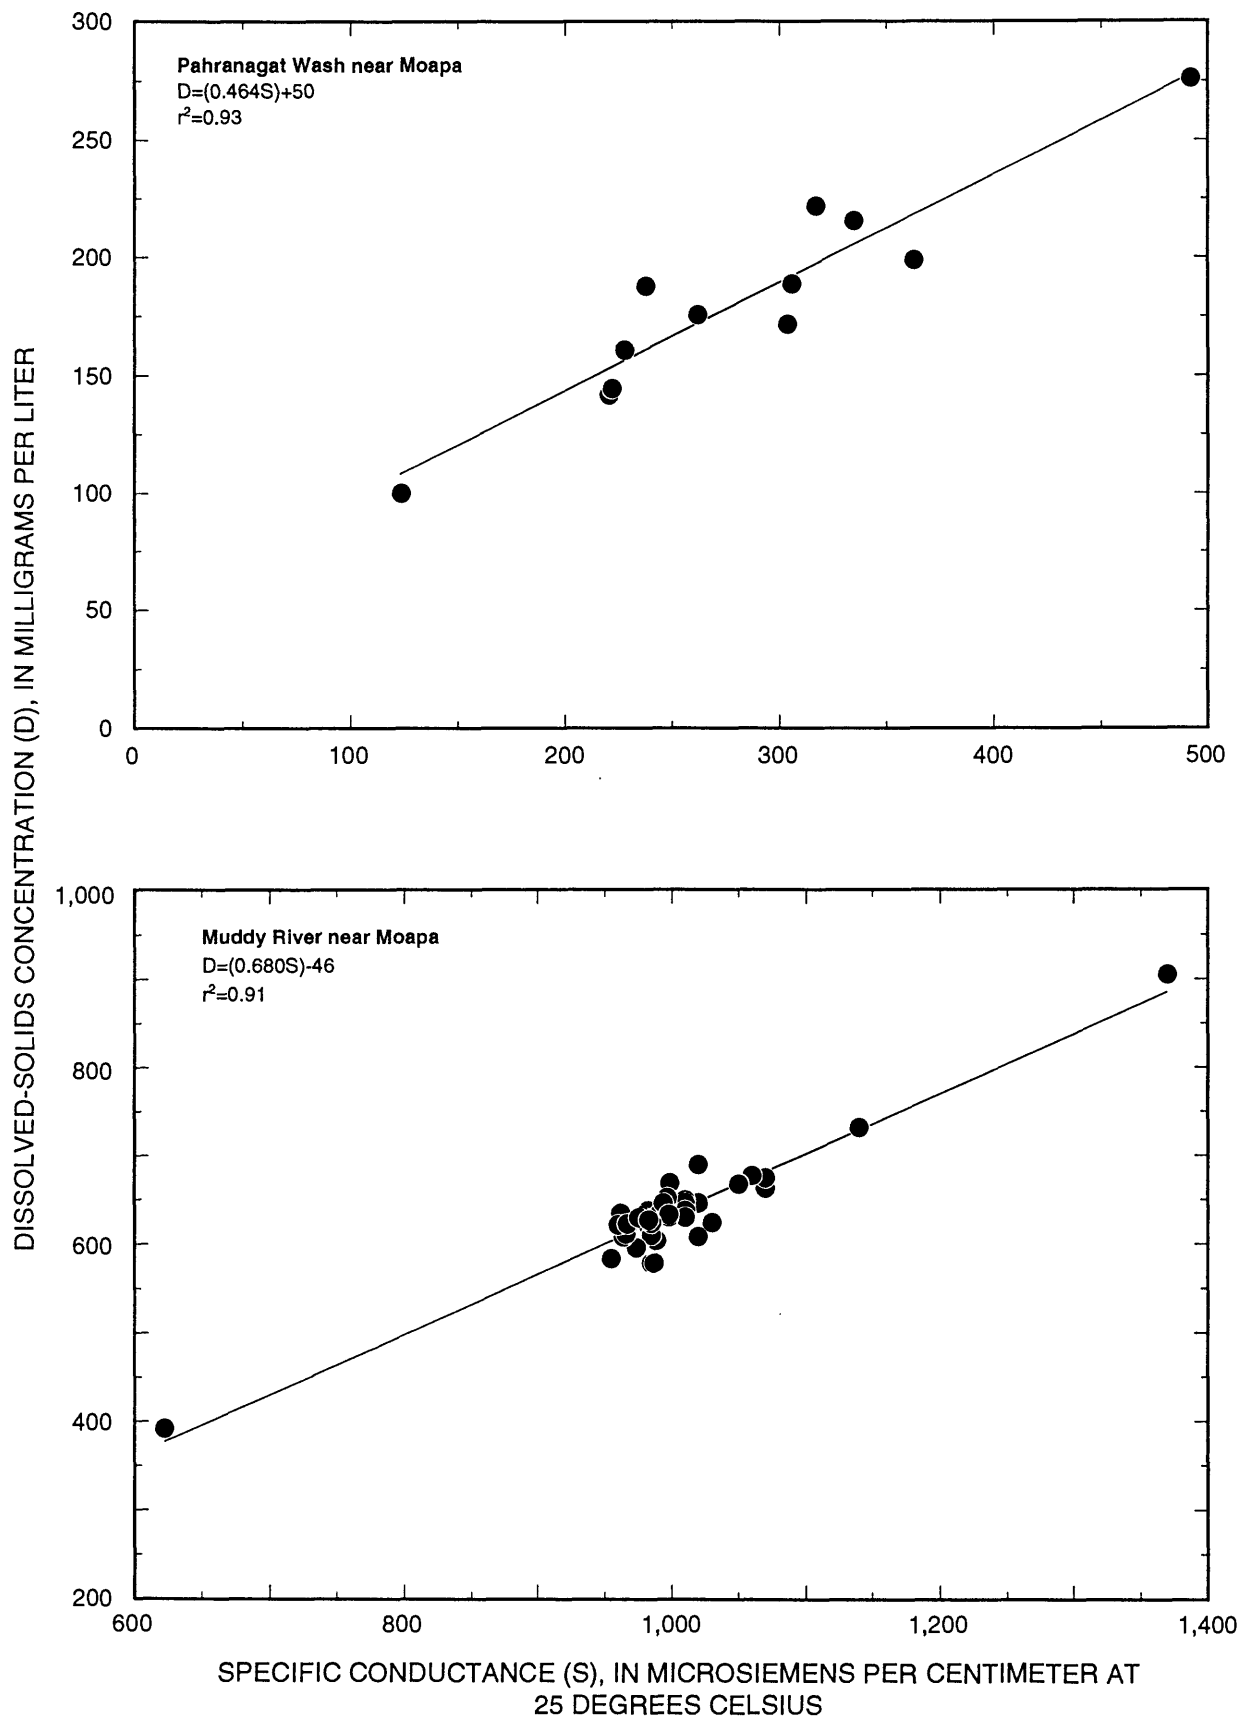 DISSOLVED-SOLIDS CONCENTRATION (D), IN MILLIGRAMS PER LITER
300
250
200
150
100
50
0
Pahranagat Wash near Moapa
D=(0.464S)+50
r²=0.93
0 100 200 300 400 500
1,000
800
600
400
200
Muddy River near Moapa
D=(0.680S)-46
r²=0.91
600 800 1,000 1,200 1,400
SPECIFIC CONDUCTANCE (S), IN MICROSIEMENS PER CENTIMETER AT
25 DEGREES CELSIUS